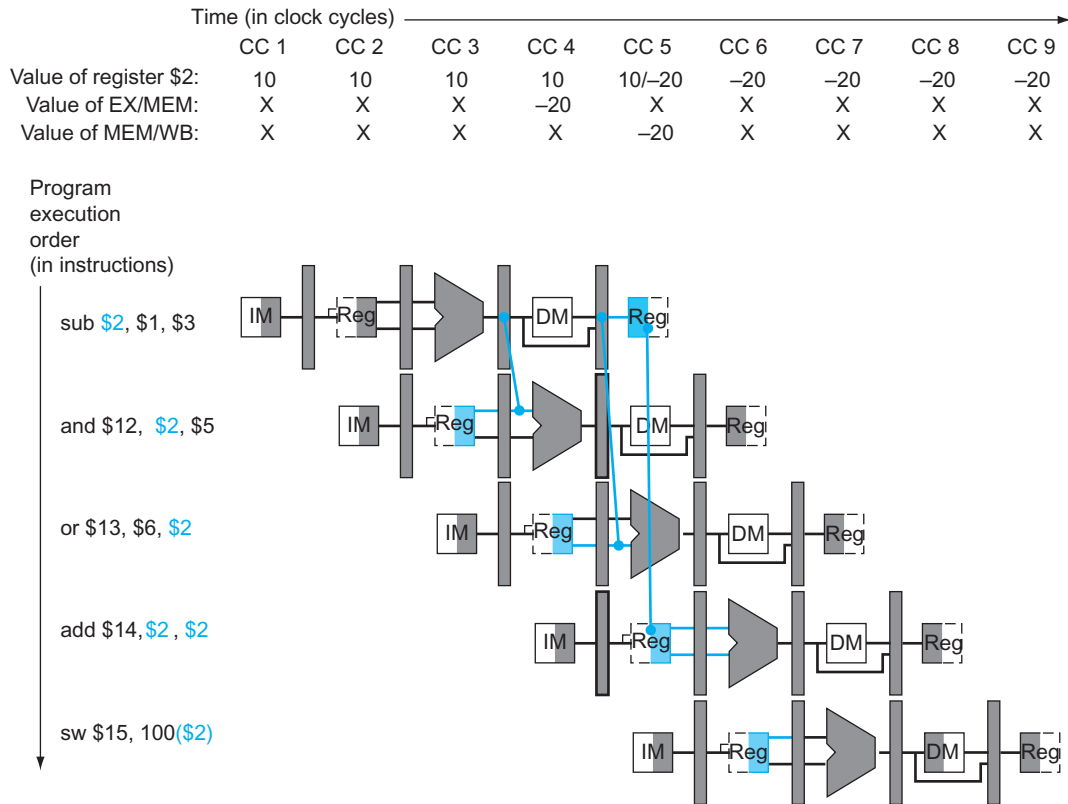 Time (in clock cycles)
CC 1 CC 2 CC 3 CC 4 CC 5 CC 6 CC 7 CC 8 CC 9
Value of register $2: 10 10 10 10 10/–20 –20 –20 –20 –20
Value of EX/MEM: X X X –20 X X X X X
Value of MEM/WB: X X X X –20 X X X X
Program
execution
order
(in instructions)
sub $2, $1, $3
IM Reg DM Reg
and $12, $2, $5
IM Reg DM Reg
or $13, $6, $2
IM Reg DM Reg
add $14,$2 , $2
IM Reg DM Reg
sw $15, 100($2)
IM Reg DM Reg